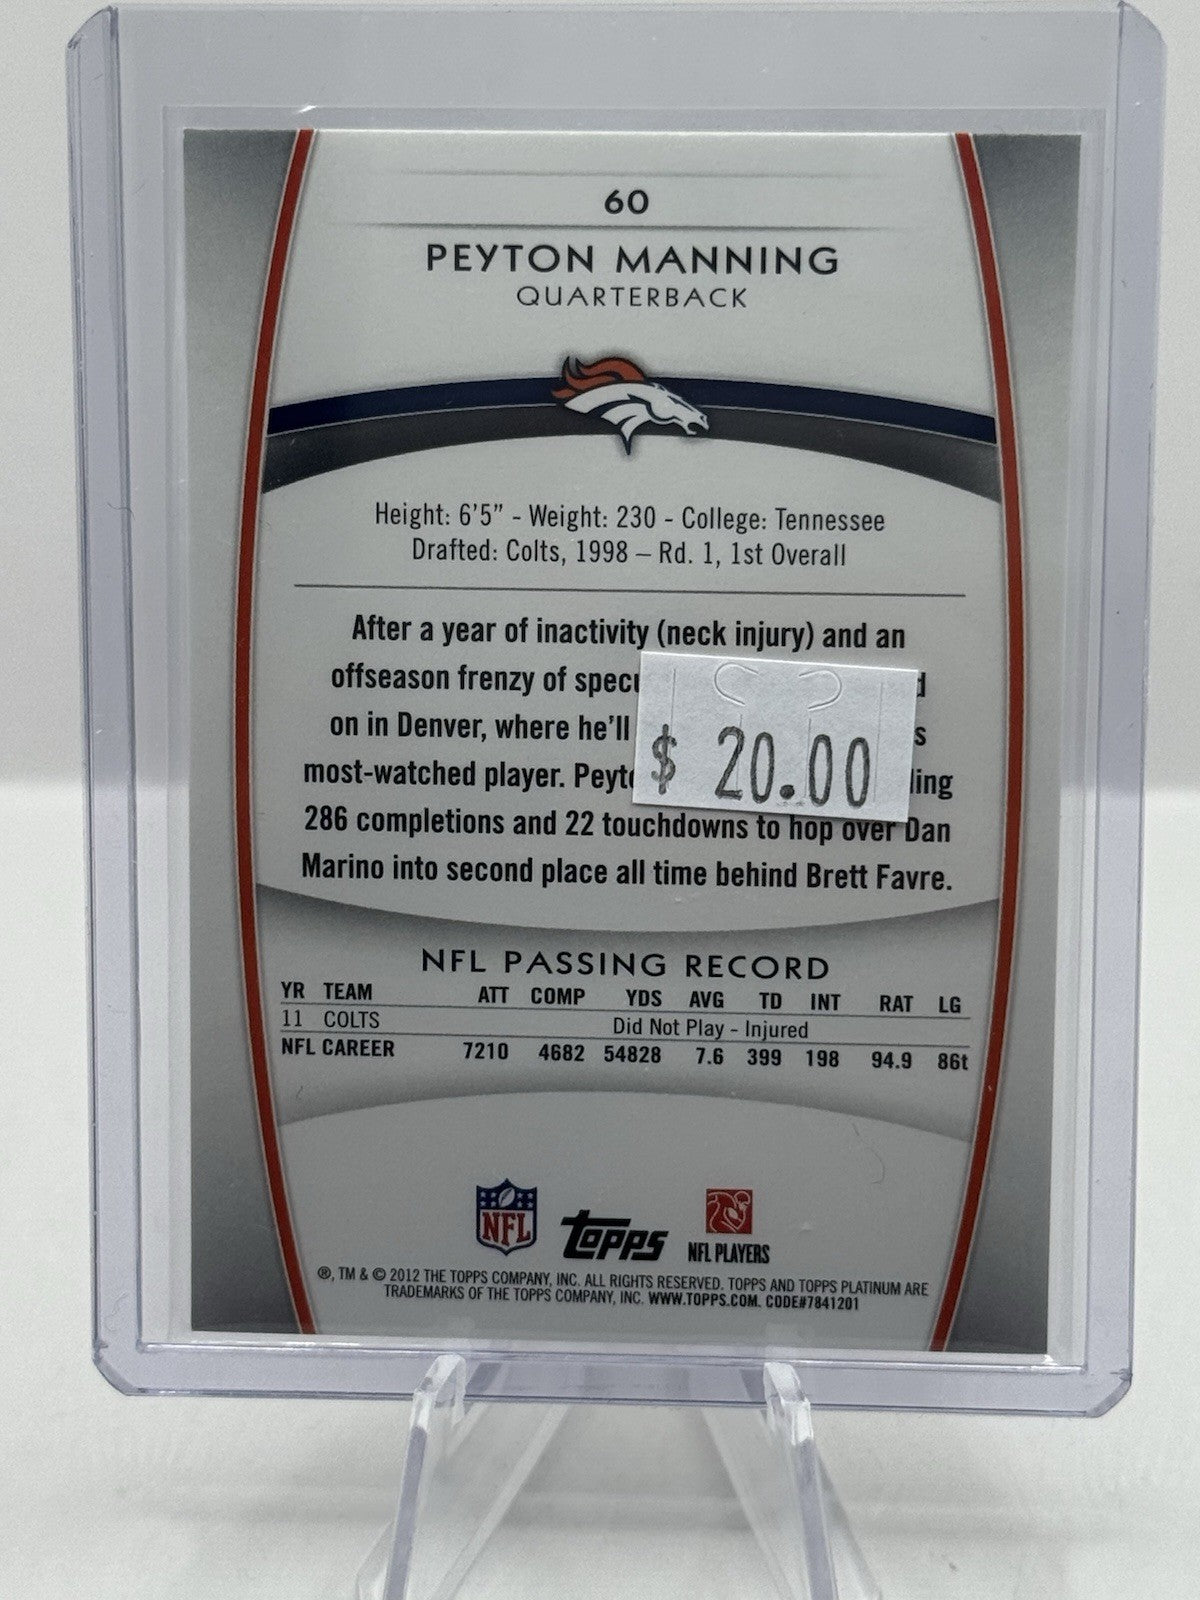 60
PEYTON MANNING
QUARTERBACK
Height: 6'5" - Weight: 230 - College: Tennessee
Drafted: Colts, 1998 – Rd. 1, 1st Overall
After a year of inactivity (neck injury) and an
offseason frenzy of
on in Denver, where he'll
most-watched player.
$ 20.00
286 completions and 22 touchdowns to hop over Dan
Marino into second place all time behind Brett Favre.
NFL PASSING RECORD
YR TEAM ATT COMP YDS AVG TD INT RAT LG
11 COLTS Did Not Play - Injured
NFL CAREER 7210 4682 54828 7.6 399 198 94.9 86t
NFL
Topps
NFL PLAYERS
®, TM & © 2012 THE TOPPS COMPANY, INC. ALL RIGHTS RESERVED. TOPPS AND TOPPS PLATINUM ARE
TRADEMARKS OF THE TOPPS COMPANY, INC. WWW.TOPPS.COM. CODE#7841201